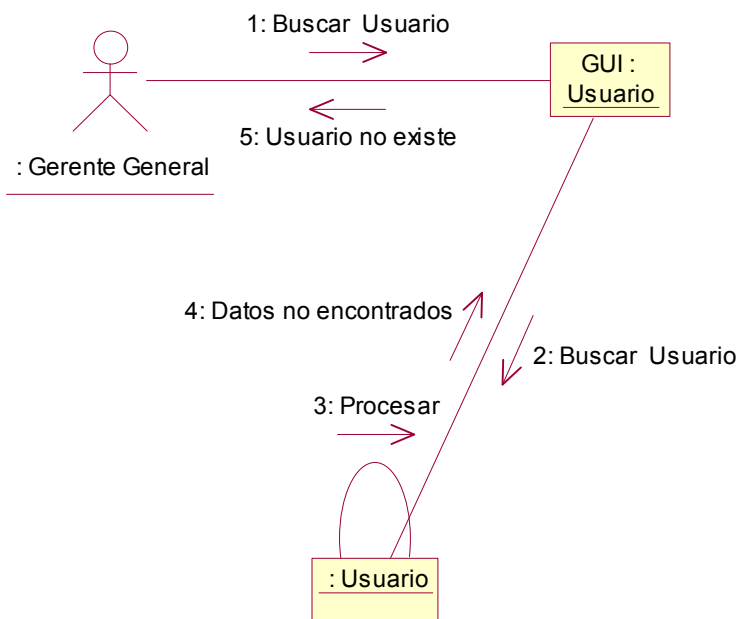 1: Buscar Usuario
GUI :
Usuario
5: Usuario no existe
: Gerente General
4: Datos no encontrados
2: Buscar Usuario
3: Procesar
: Usuario